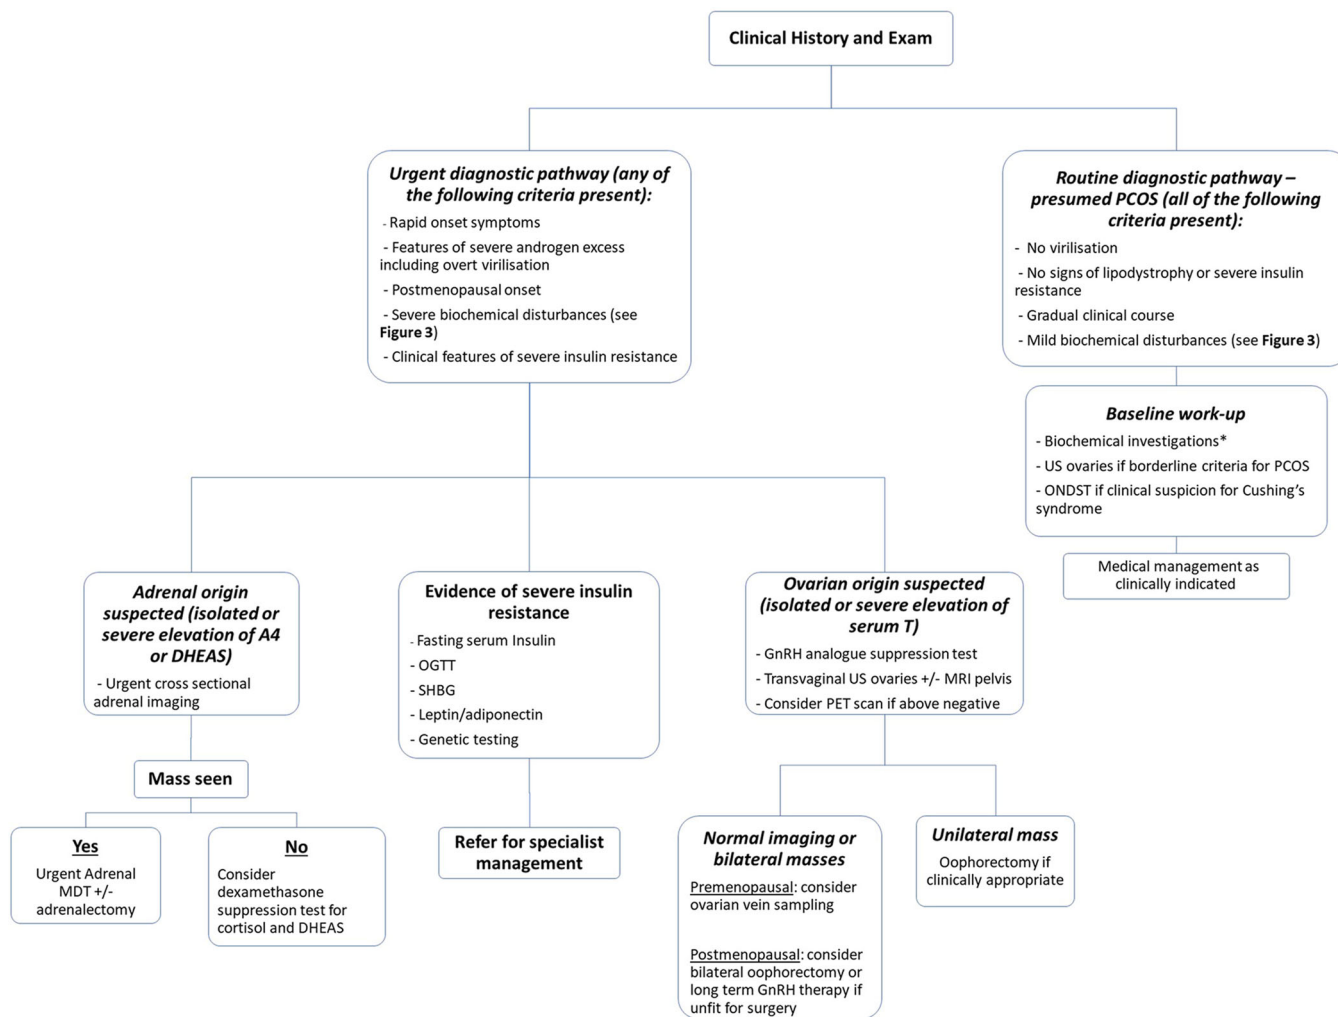 Clinical History and Exam
Urgent diagnostic pathway (any of
the following criteria present):
- Rapid onset symptoms
- Features of severe androgen excess
including overt virilisation
- Postmenopausal onset
- Severe biochemical disturbances (see
Figure 3)
- Clinical features of severe insulin resistance
Routine diagnostic pathway –
presumed PCOS (all of the following
criteria present):
- No virilisation
- No signs of lipodystrophy or severe insulin
resistance
- Gradual clinical course
- Mild biochemical disturbances (see Figure 3)
Baseline work-up
- Biochemical investigations*
- US ovaries if borderline criteria for PCOS
- ONDST if clinical suspicion for Cushing's
syndrome
Medical management as
clinically indicated
Adrenal origin
suspected (isolated or
severe elevation of A4
or DHEAS)
- Urgent cross sectional
adrenal imaging
Mass seen
Yes
Urgent Adrenal
MDT +/-
adrenalectomy
No
Consider
dexamethasone
suppression test for
cortisol and DHEAS
Evidence of severe insulin
resistance
- Fasting serum Insulin
- OGTT
- SHBG
- Leptin/adiponectin
- Genetic testing
Refer for specialist
management
Ovarian origin suspected
(isolated or severe elevation of
serum T)
- GnRH analogue suppression test
- Transvaginal US ovaries +/- MRI pelvis
- Consider PET scan if above negative
Normal imaging or
bilateral masses
Premenopausal: consider
ovarian vein sampling
Postmenopausal: consider
bilateral oophorectomy or
long term GnRH therapy if
unfit for surgery
Unilateral mass
Oophorectomy if
clinically appropriate